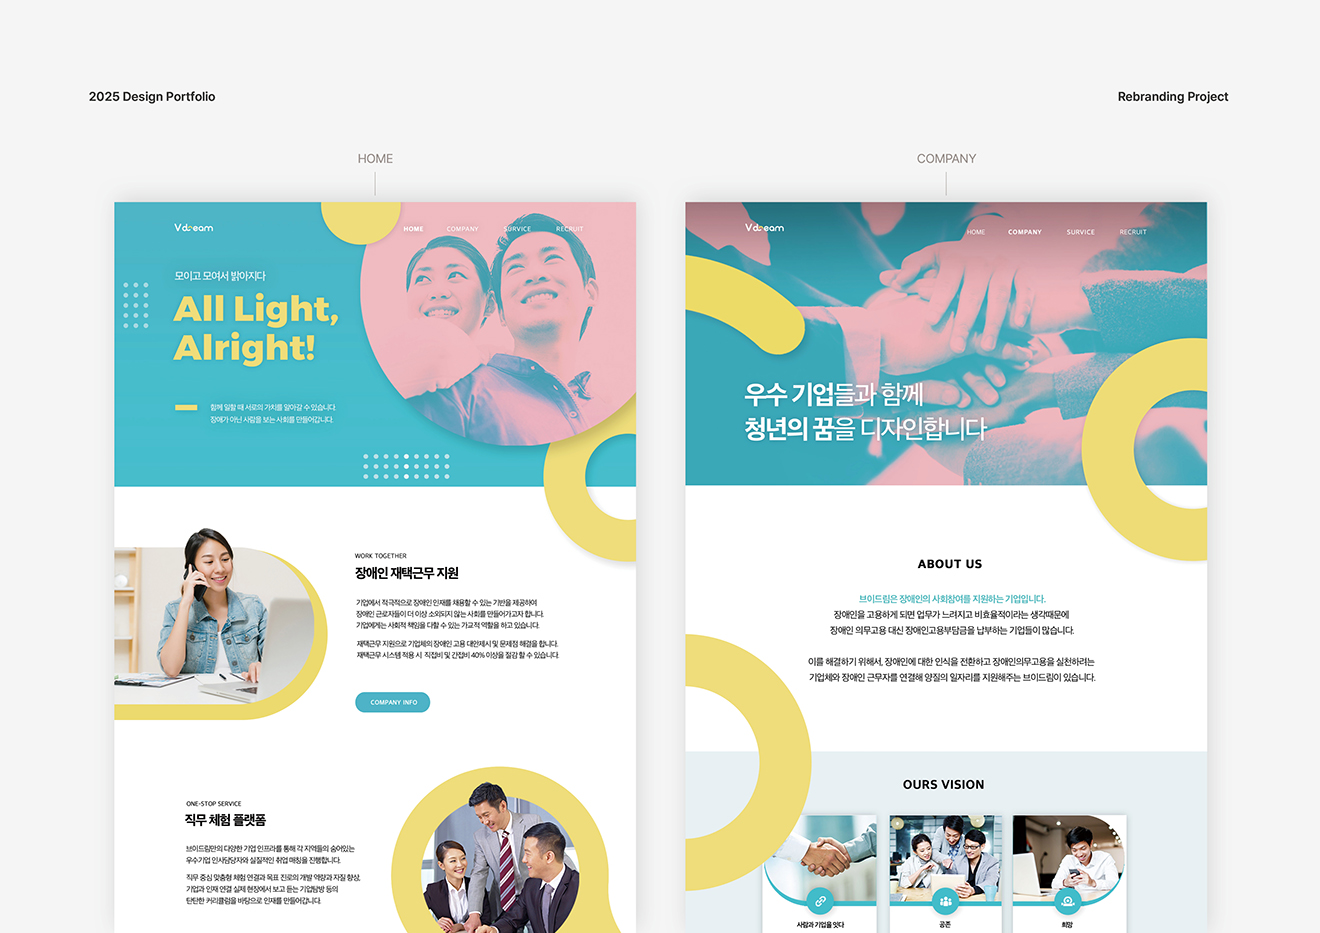 2025 Design Portfolio
Rebranding Project
HOME
COMPANY
Vdream
HOME COMPANY SURVICE RECRUIT
모이고 모여서 밝아지다
All Light,
Alright!
함께 일할 때 서로의 가치를 알아갈 수 있습니다.
장애가 아닌 사람을 보는 사회를 만들어갑니다.
WORK TOGETHER
장애인 재택근무 지원
기업에서 적극적으로 장애인 인재를 채용할 수 있는 기반을 제공하여
장애인 근로자들이 더 이상 소외되지 않는 사회를 만들어가고자 합니다.
기업에게는 사회적 책임을 다할 수 있는 가교적 역할을 하고 있습니다.
재택근무 지원으로 기업체의 장애인 고용 대안제시 및 문제점 해결을 합니다.
재택근무 시스템 적용 시 직접비 및 간접비 40% 이상을 절감 할 수 있습니다.
COMPANY INFO
ONE-STOP SERVICE
직무 체험 플랫폼
브이드림만의 다양한 기업 인프라를 통해 각 지역들의 숨어있는
우수기업 인사담당자와 실질적인 취업 매칭을 진행합니다.
직무 중심 맞춤형 체험 연결과 목표 진로의 개발 역량과 자질 향상,
기업과 인재 연결 실제 현장에서 보고 듣는 기업탐방 등의
탄탄한 커리큘럼을 바탕으로 인재를 만들어갑니다.
Vdream
HOME COMPANY SURVICE RECRUIT
우수 기업들과 함께
청년의 꿈을 디자인합니다
ABOUT US
브이드림은 장애인의 사회참여를 지원하는 기업입니다.
장애인을 고용하게 되면 업무가 느려지고 비효율적이라는 생각때문에
장애인 의무고용 대신 장애인고용부담금을 납부하는 기업들이 많습니다.
이를 해결하기 위해서, 장애인에 대한 인식을 전환하고 장애인의무고용을 실천하려는
기업체와 장애인 근무자를 연결해 양질의 일자리를 지원해주는 브이드림이 있습니다.
OURS VISION
사람과 기업을 잇다
공존
희망